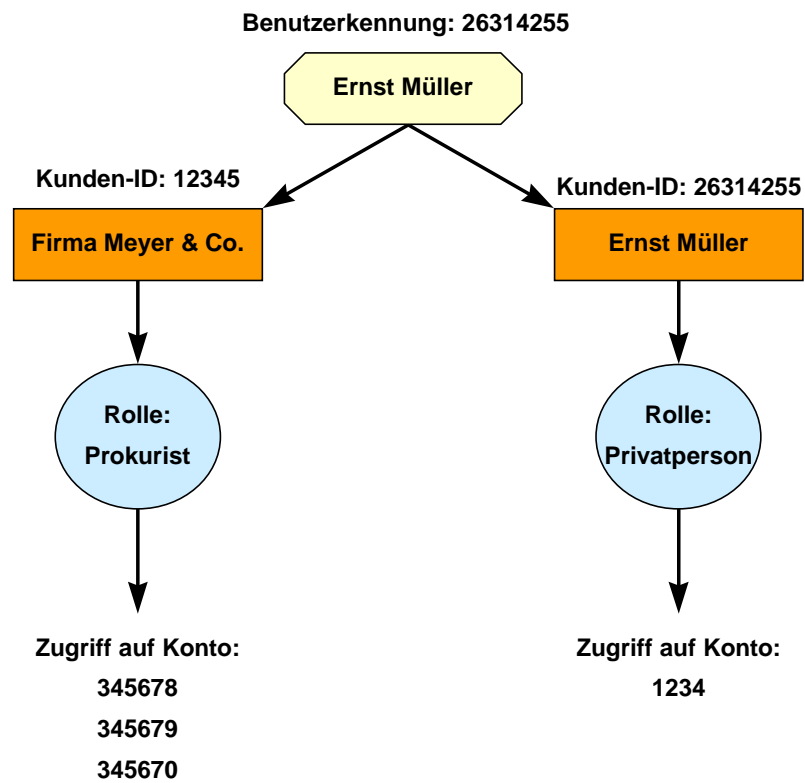 Benutzerkennung: 26314255
Ernst Müller
Kunden-ID: 12345
Kunden-ID: 26314255
Firma Meyer & Co.
Ernst Müller
Rolle:
Prokurist
Rolle:
Privatperson
Zugriff auf Konto:
345678
345679
345670
Zugriff auf Konto:
1234